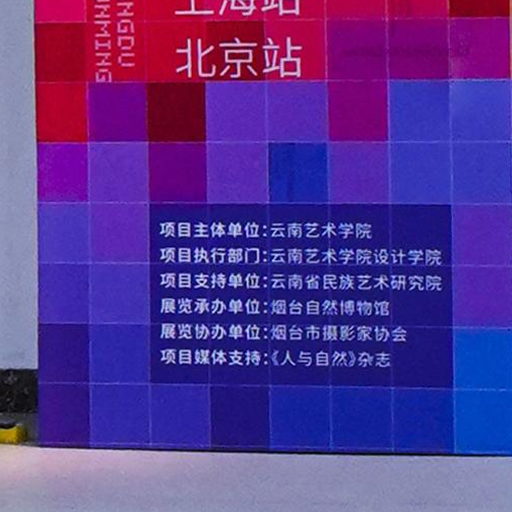 上海站
北京站
NGDU
NMING
项目主体单位：云南艺术学院
项目执行部门：云南艺术学院设计学院
项目支持单位：云南省民族艺术研究院
展览承办单位：烟台自然博物馆
展览协办单位：烟台市摄影家协会
项目媒体支持：《人与自然》杂志